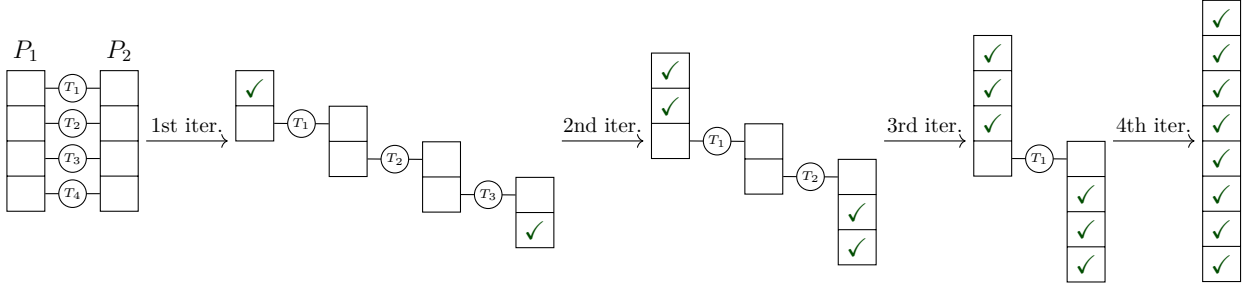 P₁ P₂
T₁
T₂
T₃
T₄
1st iter.
✓
T₁
T₂
T₃
✓
2nd iter.
✓
✓
T₁
T₂
✓
✓
3rd iter.
✓
✓
✓
T₁
✓
✓
✓
4th iter.
✓
✓
✓
✓
✓
✓
✓
✓